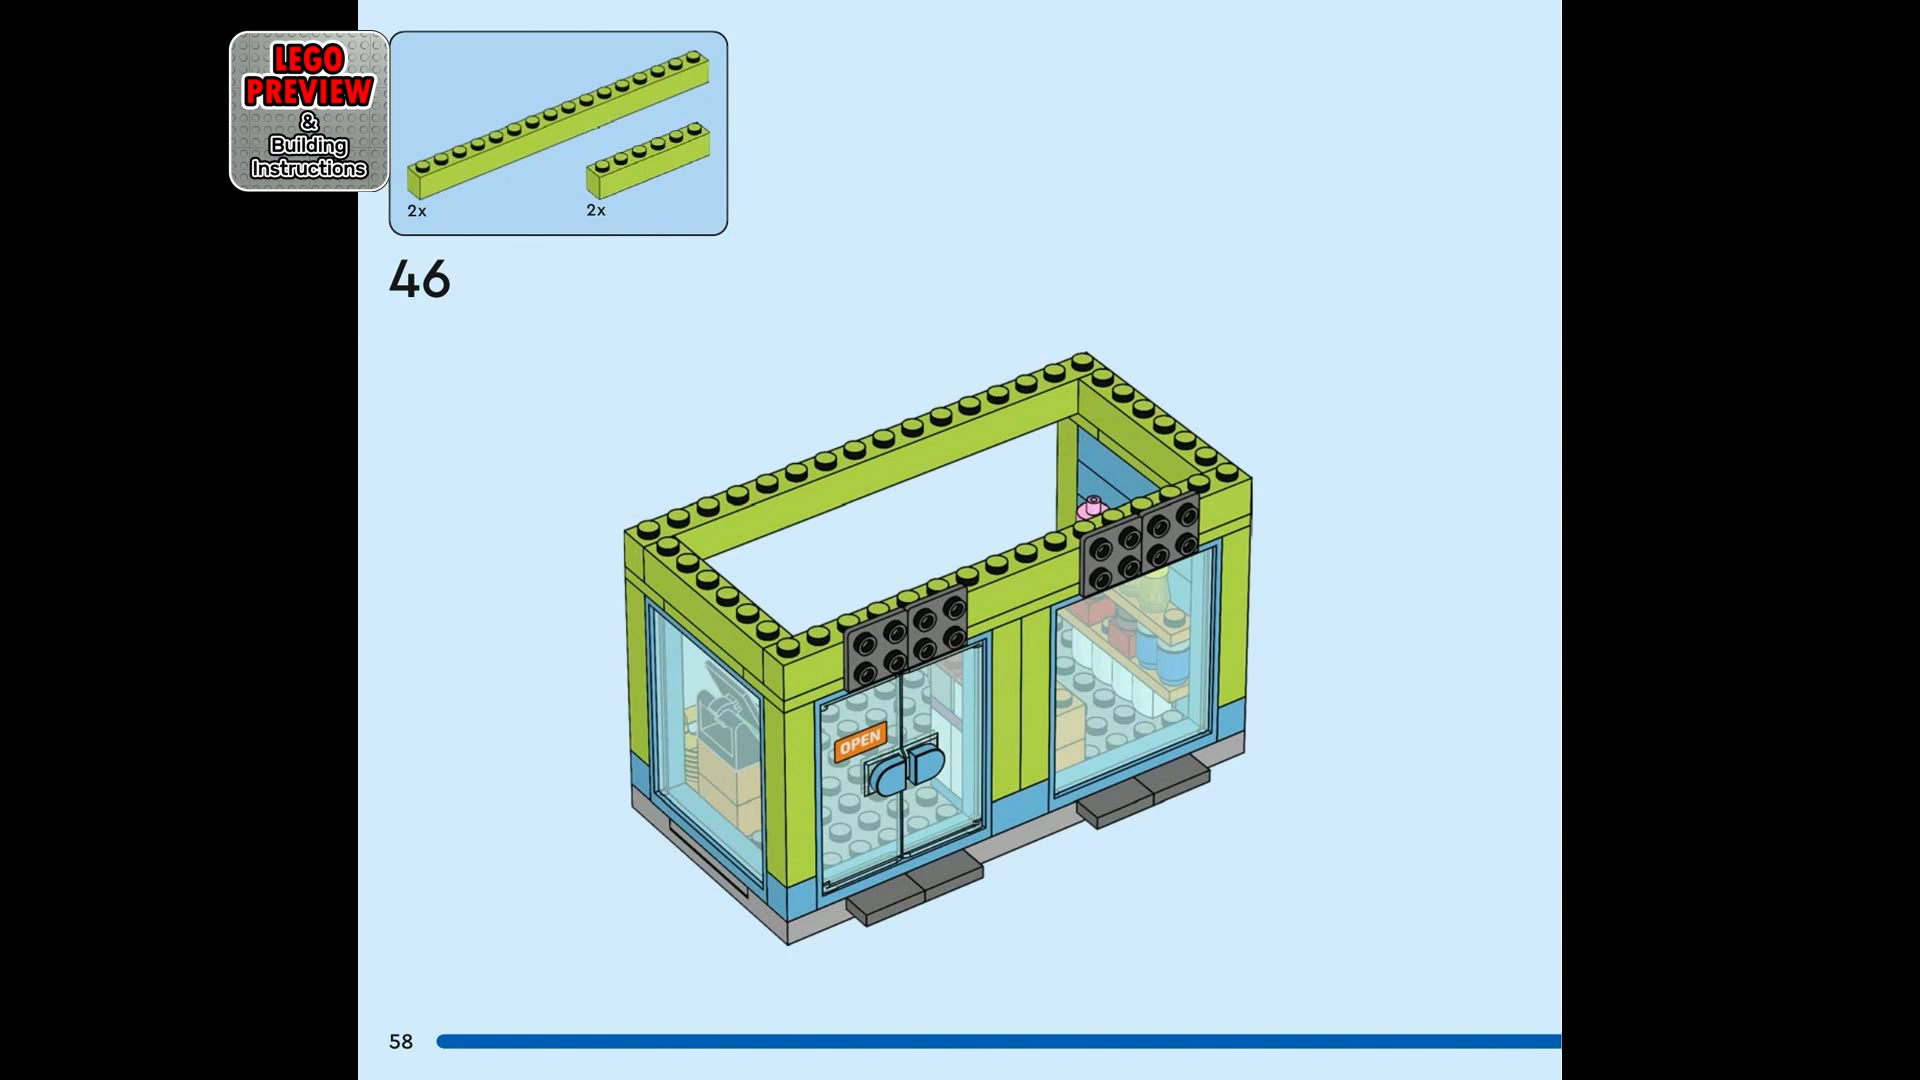 LEGO
PREVIEW
&
Building
Instructions
2x
2x
46
OPEN
58